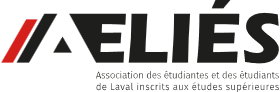 AELIÉS
Association des étudiantes et des étudiants
de Laval inscrits aux études supérieures